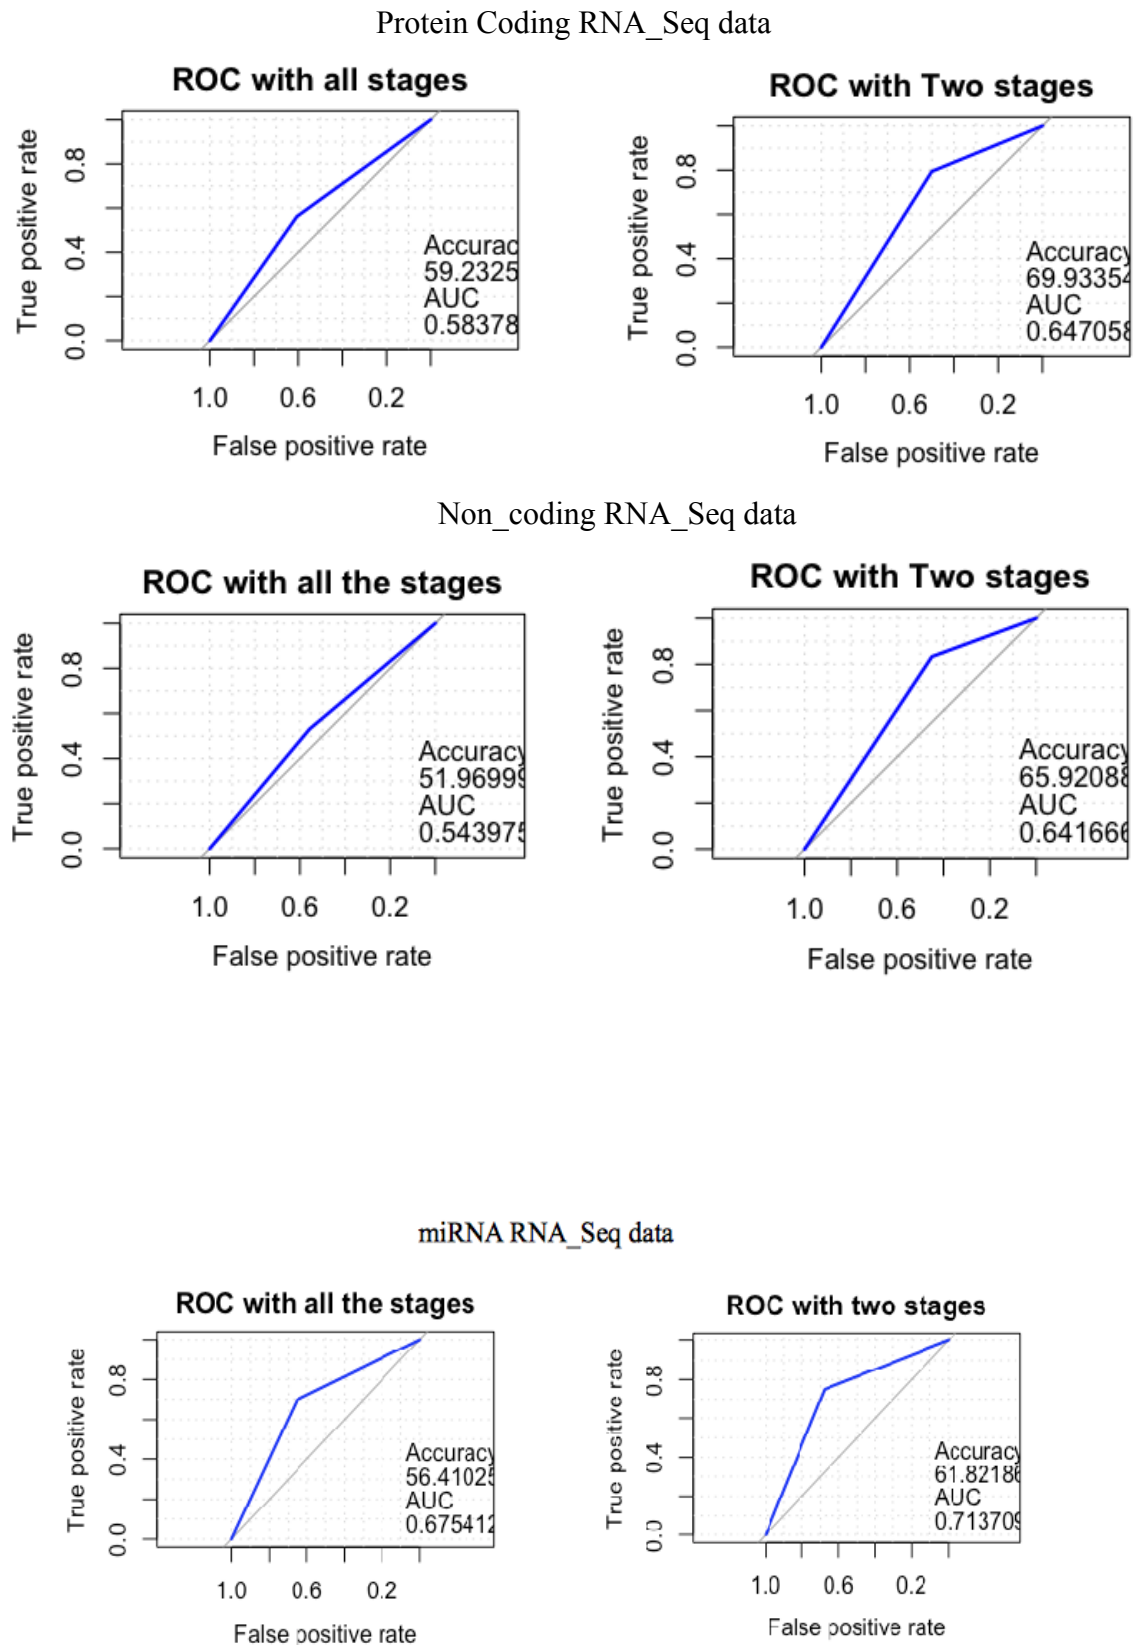 Protein Coding RNA_Seq data
ROC with all stages
True positive rate
0.0 0.4 0.8
Accurac
59.2325
AUC
0.58378
1.0 0.6 0.2
False positive rate
ROC with Two stages
True positive rate
0.0 0.4 0.8
Accuracy
69.93354
AUC
0.647058
1.0 0.6 0.2
False positive rate
Non_coding RNA_Seq data
ROC with all the stages
True positive rate
0.0 0.4 0.8
Accuracy
51.96999
AUC
0.543975
1.0 0.6 0.2
False positive rate
ROC with Two stages
True positive rate
0.0 0.4 0.8
Accuracy
65.92088
AUC
0.641666
1.0 0.6 0.2
False positive rate
miRNA RNA_Seq data
ROC with all the stages
True positive rate
0.0 0.4 0.8
Accuracy
56.41025
AUC
0.675412
1.0 0.6 0.2
False positive rate
ROC with two stages
True positive rate
0.0 0.4 0.8
Accuracy
61.82186
AUC
0.713709
1.0 0.6 0.2
False positive rate